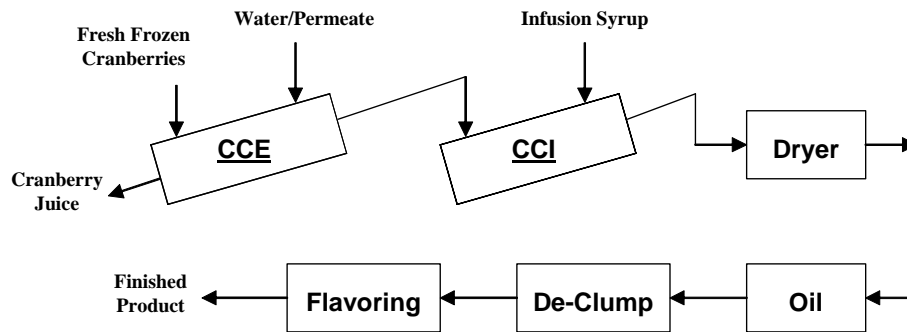 Water/Permeate
Infusion Syrup
Fresh Frozen
Cranberries
CCE
CCI
Dryer
Cranberry
Juice
Finished
Product
Flavoring
De-Clump
Oil